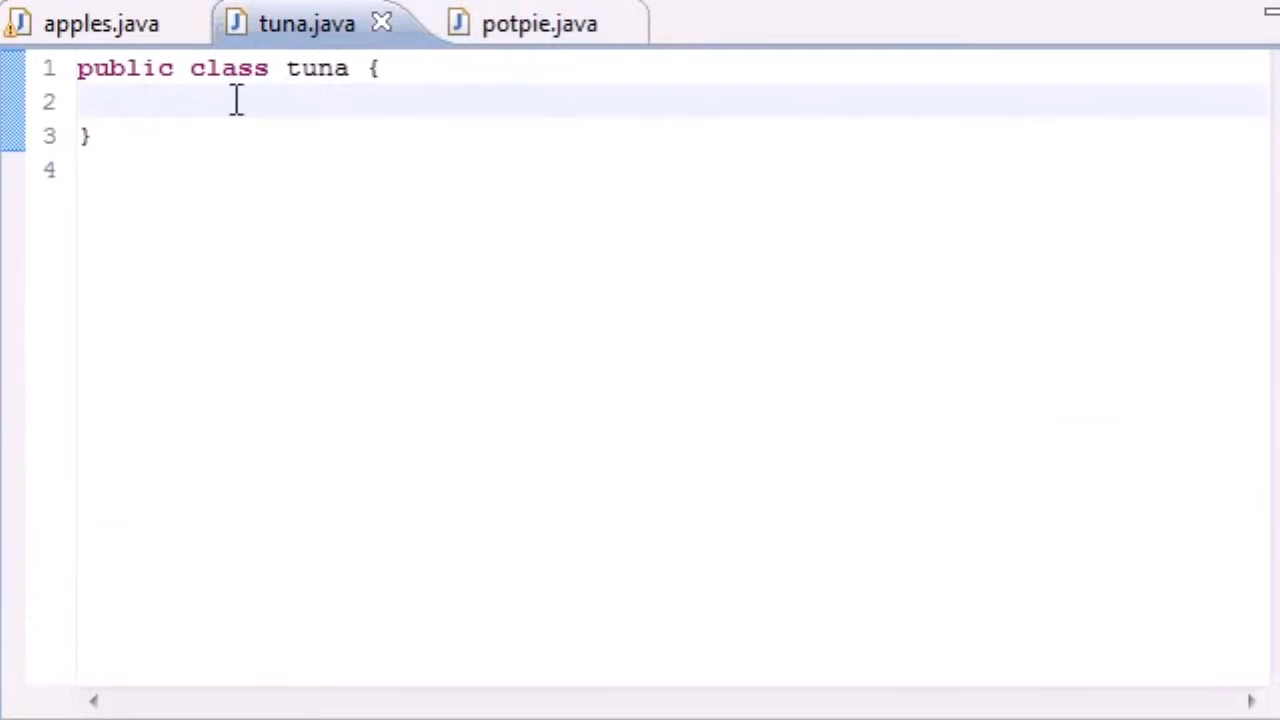 apples.java tuna.java potpie.java
1 public class tuna {
2
3 }
4